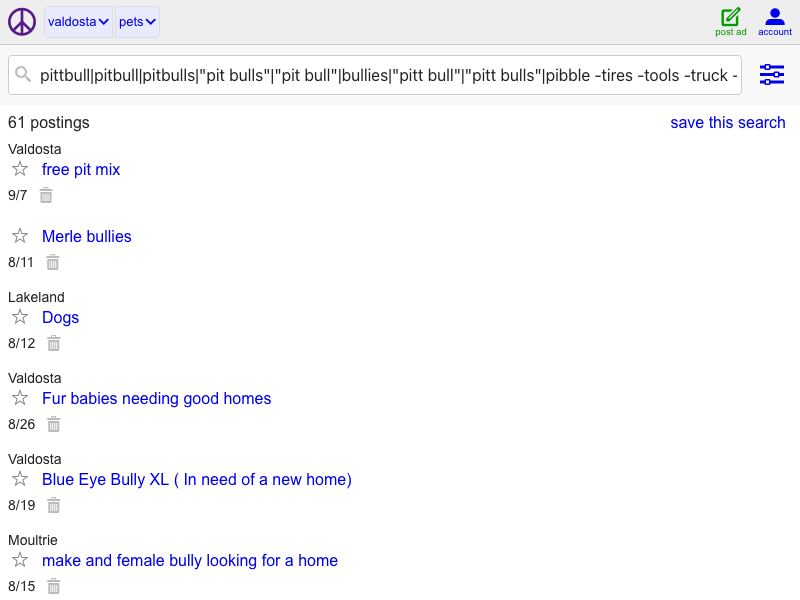 valdosta pets post ad account
pittbull|pitbull|pitbulls|"pit bulls"|"pit bull"|bullies|"pitt bull"|"pitt bulls"|pibble -tires -tools -truck -
61 postings save this search
Valdosta
free pit mix
9/7
Merle bullies
8/11
Lakeland
Dogs
8/12
Valdosta
Fur babies needing good homes
8/26
Valdosta
Blue Eye Bully XL ( In need of a new home)
8/19
Moultrie
make and female bully looking for a home
8/15